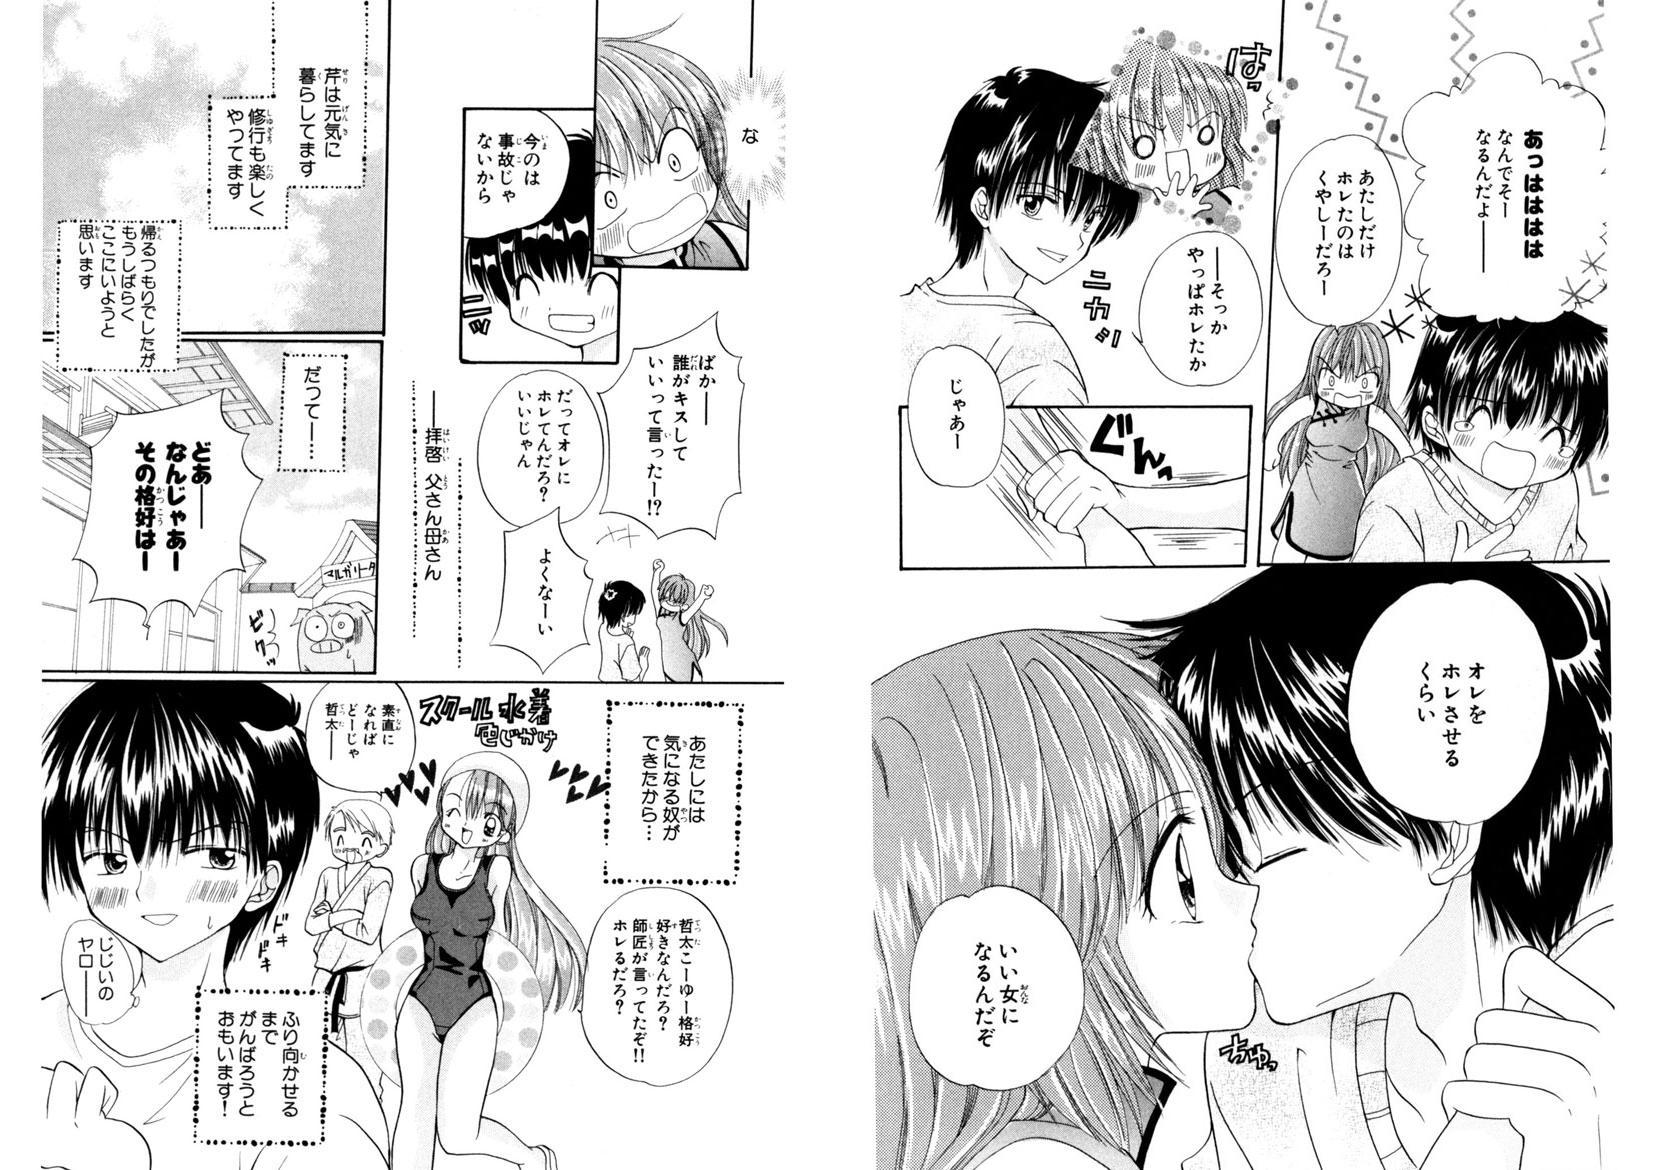 あっはははは
なんでそー
なるんだよ――
あたしだけ
ホレたのは
くやしーだろー
はっ
――そっか
やっぱホレたか
ニカッ
じゃあー
ぐんっ
オレを
ホレさせる
くらい
いい女に
なるんだぞ
ちゅっ
な
今のは
事故じゃ
ないから
ニッ
ばか――
誰がキスして
いいって言ったー!?
だってオレに
ホレてんだろ?
いいじゃん
よくなーい
――拝啓 父さん母さん
芹は元気に
暮らしてます
修行も楽しく
やってます
帰るつもりでしたが
もうしばらく
ここにいようと
思います
だって―…
どあ――
なんじゃあー
その格好はー
マルガリータ
ビクッ
あたしには
気になる奴が
できたから…
スクール水着
色じかけ
哲太こーゆー格好
好きなんだろ?
師匠が言ってたぞ!!
ホレるだろ?
素直に
なれば
どーじゃ
哲太―
ドキ
ドキ
じじいの
ヤロ――
ふり向かせる
まで
がんばろうと
おもいます!